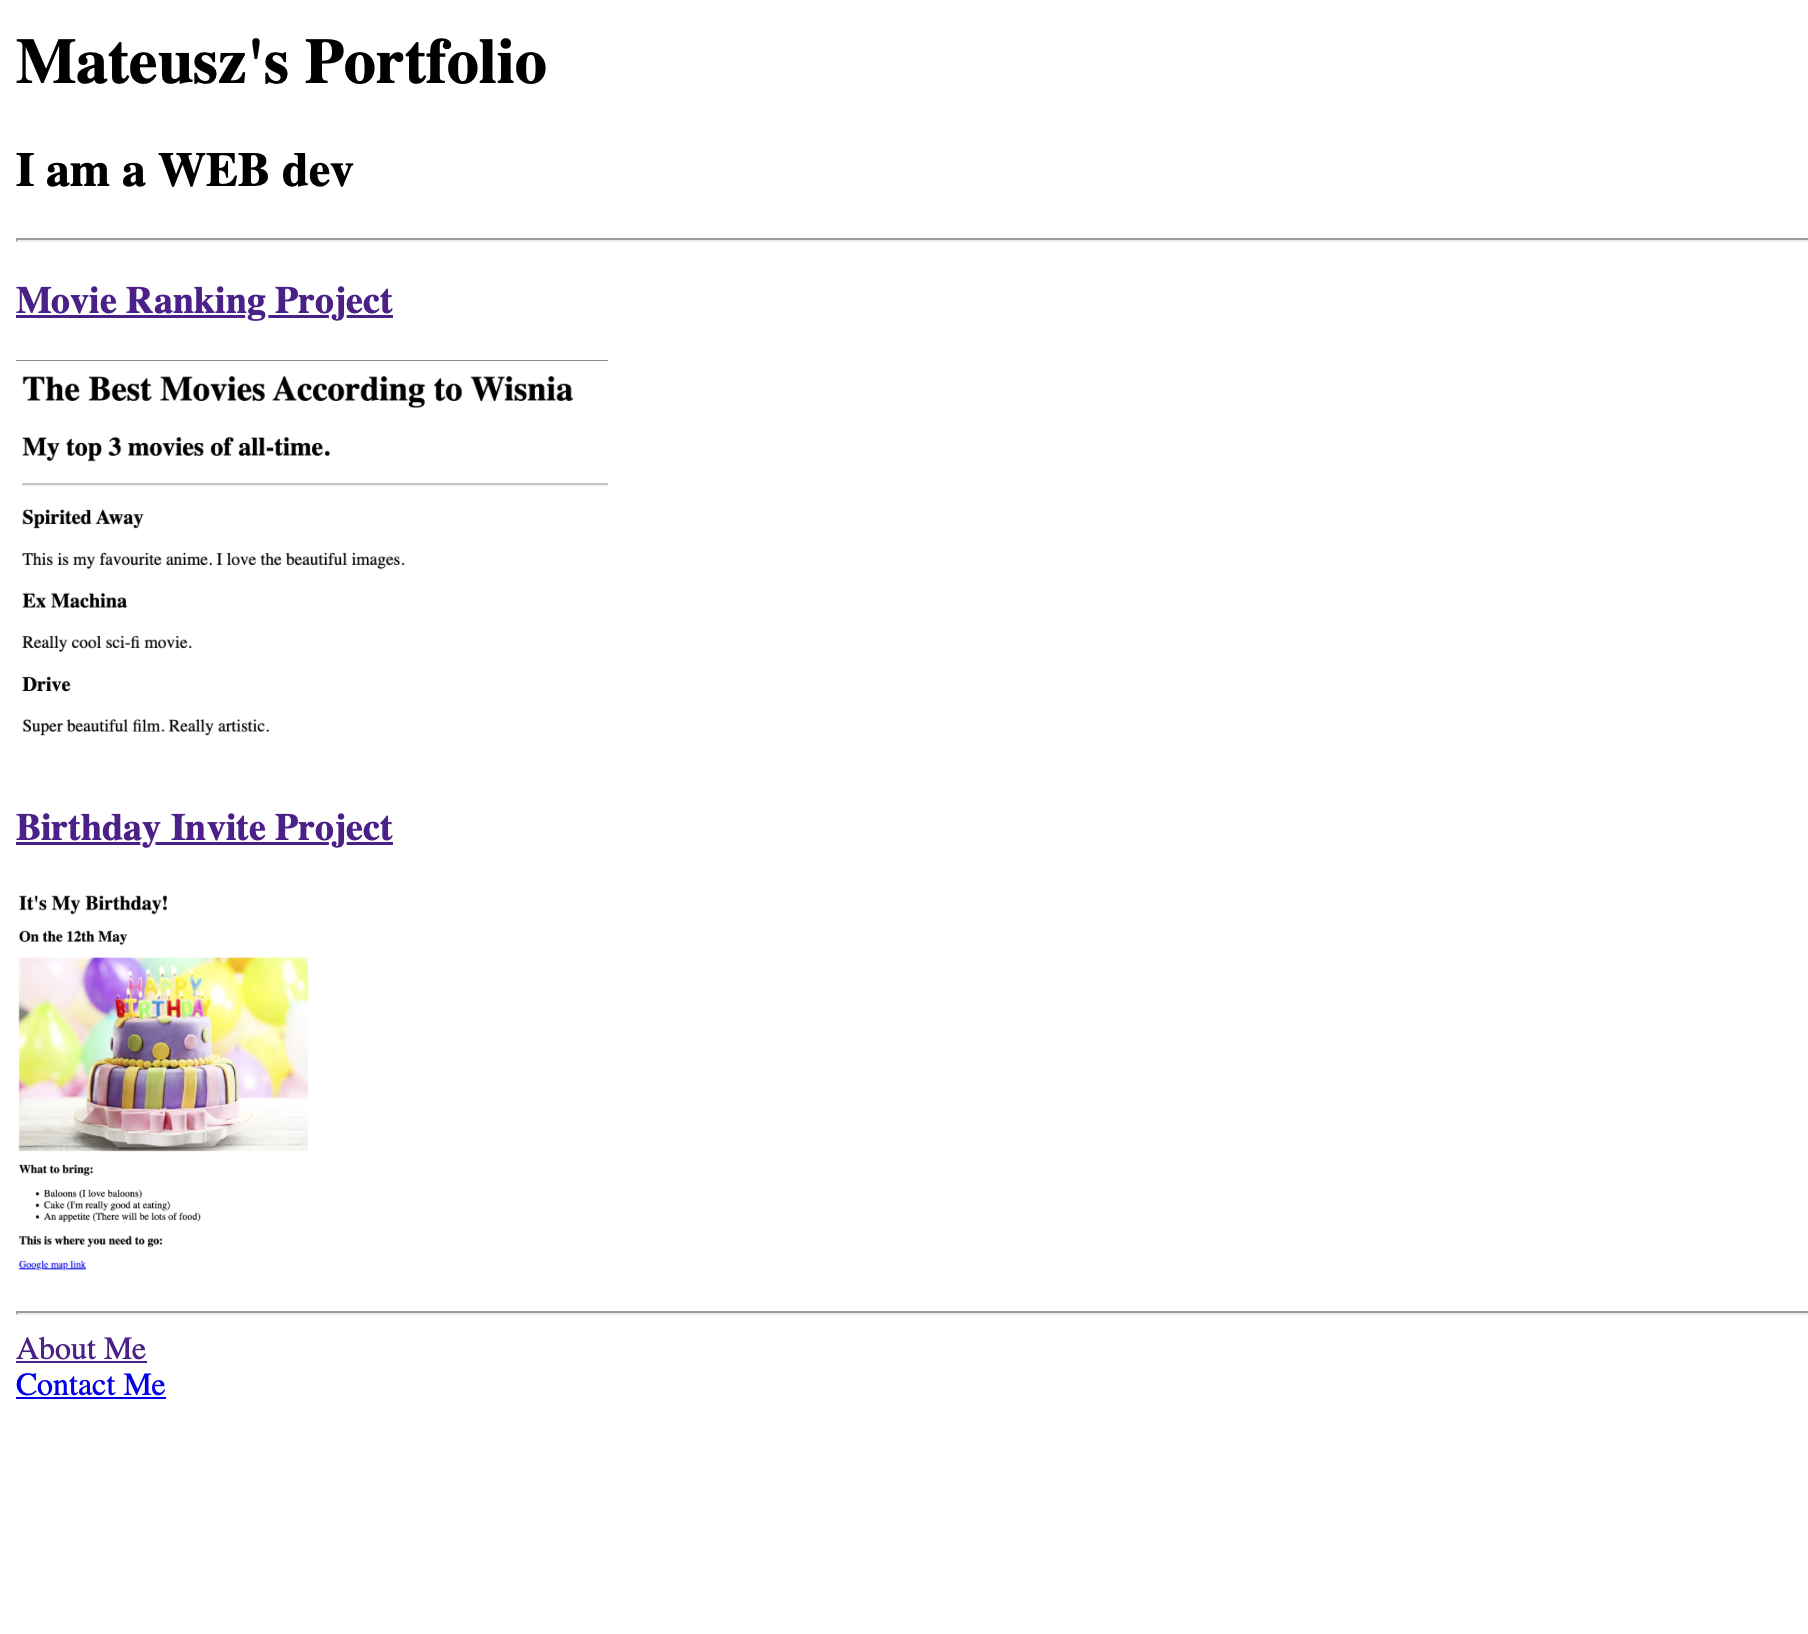 Mateusz's Portfolio
I am a WEB dev
Movie Ranking Project
The Best Movies According to Wisnia
My top 3 movies of all-time.
Spirited Away
This is my favourite anime. I love the beautiful images.
Ex Machina
Really cool sci-fi movie.
Drive
Super beautiful film. Really artistic.
Birthday Invite Project
It's My Birthday!
On the 12th May
HAPPY
BIRTHDAY
What to bring:
• Baloons (I love baloons)
• Cake (I'm really good at eating)
• An appetite (There will be lots of food)
This is where you need to go:
Google map link
About Me
Contact Me